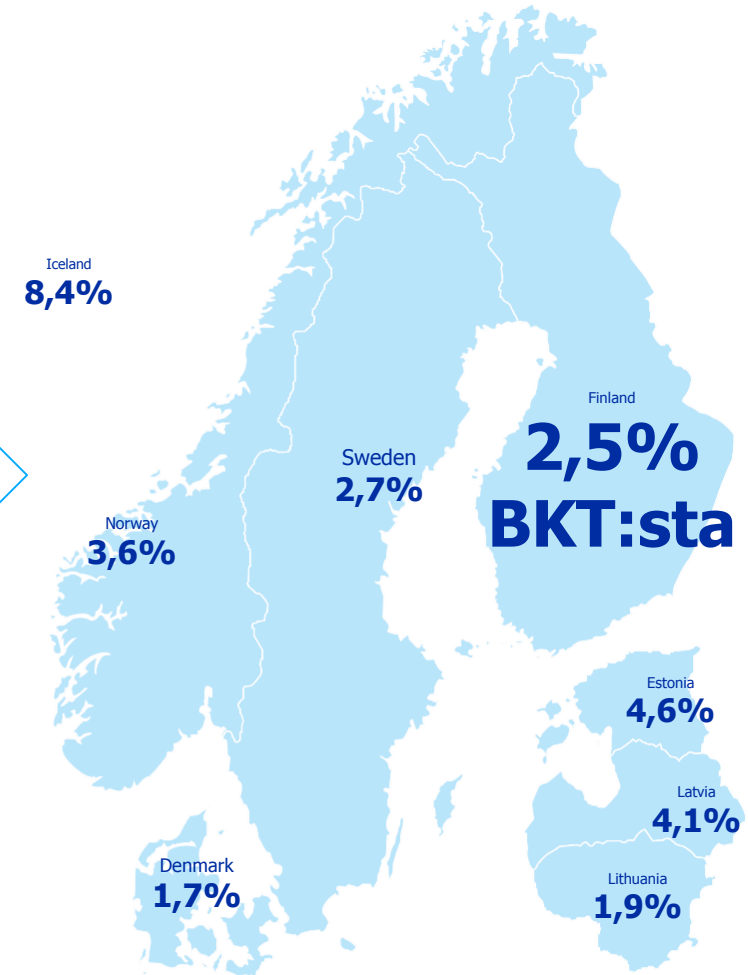 Iceland
8,4%
Finland
2,5%
BKT:sta
Sweden
2,7%
Norway
3,6%
Estonia
4,6%
Latvia
4,1%
Denmark
1,7%
Lithuania
1,9%